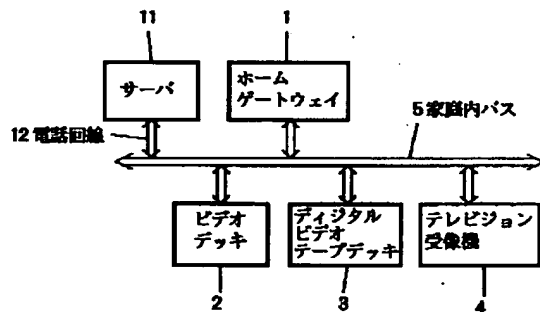 11
1
サーバ
ホーム
ゲートウェイ
12 電話回線
5 家庭内バス
ビデオ
デッキ
ディジタル
ビデオ
テープデッキ
テレビジョン
受像機
2
3
4